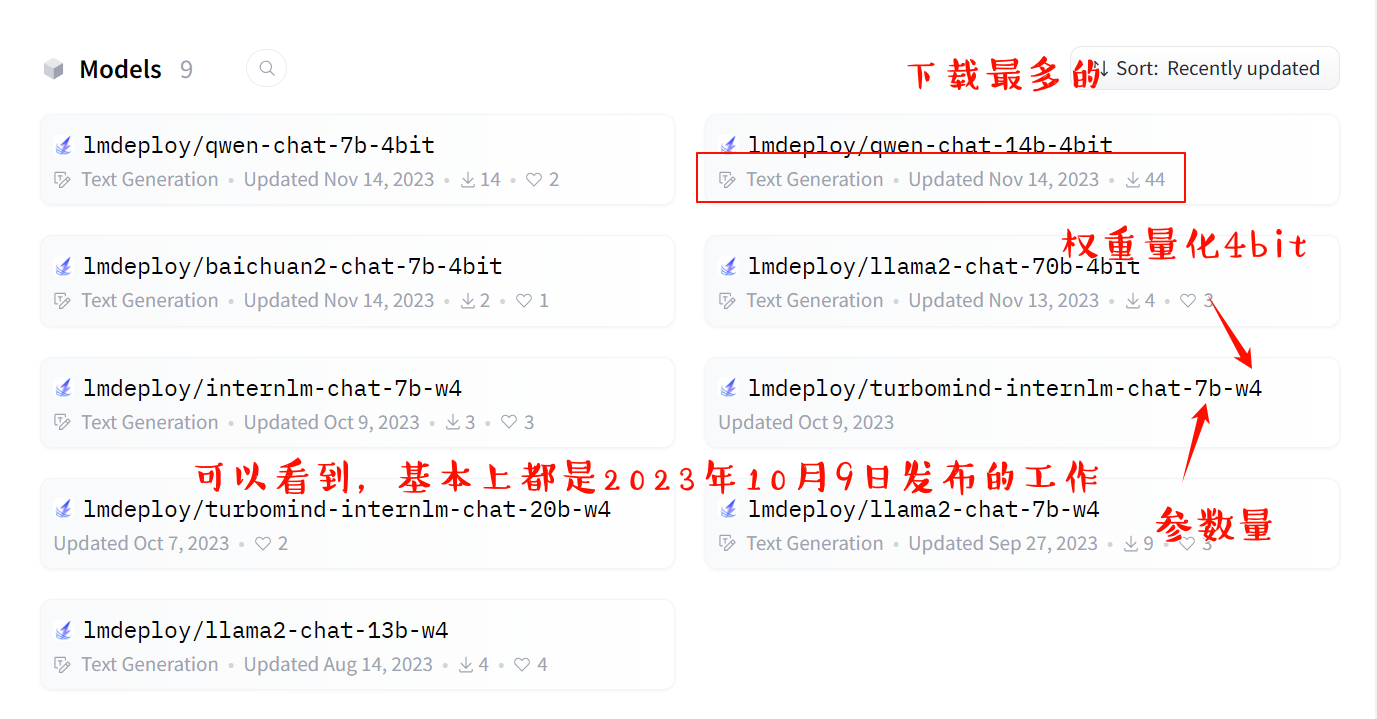 Models 9
下载最多的
Sort: Recently updated
lmdeploy/qwen-chat-7b-4bit
Text Generation • Updated Nov 14, 2023 • 14 • 2
lmdeploy/qwen-chat-14b-4bit
Text Generation • Updated Nov 14, 2023 • 44
权重量化4bit
lmdeploy/baichuan2-chat-7b-4bit
Text Generation • Updated Nov 14, 2023 • 2 • 1
lmdeploy/llama2-chat-70b-4bit
Text Generation • Updated Nov 13, 2023 • 4 • 3
lmdeploy/internlm-chat-7b-w4
Text Generation • Updated Oct 9, 2023 • 3 • 3
lmdeploy/turbomind-internlm-chat-7b-w4
Updated Oct 9, 2023
可以看到，基本上都是2023年10月9日发布的工作
参数量
lmdeploy/turbomind-internlm-chat-20b-w4
Updated Oct 7, 2023 • 2
lmdeploy/llama2-chat-7b-w4
Text Generation • Updated Sep 27, 2023 • 9 • 3
lmdeploy/llama2-chat-13b-w4
Text Generation • Updated Aug 14, 2023 • 4 • 4